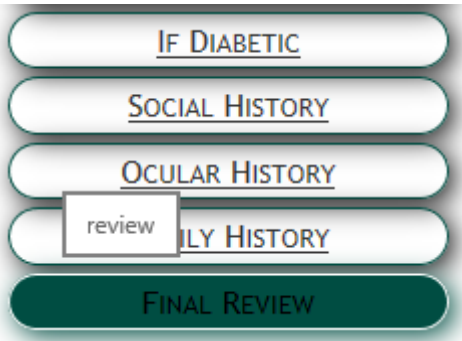 If Diabetic
Social History
Ocular History
review
ily History
Final Review